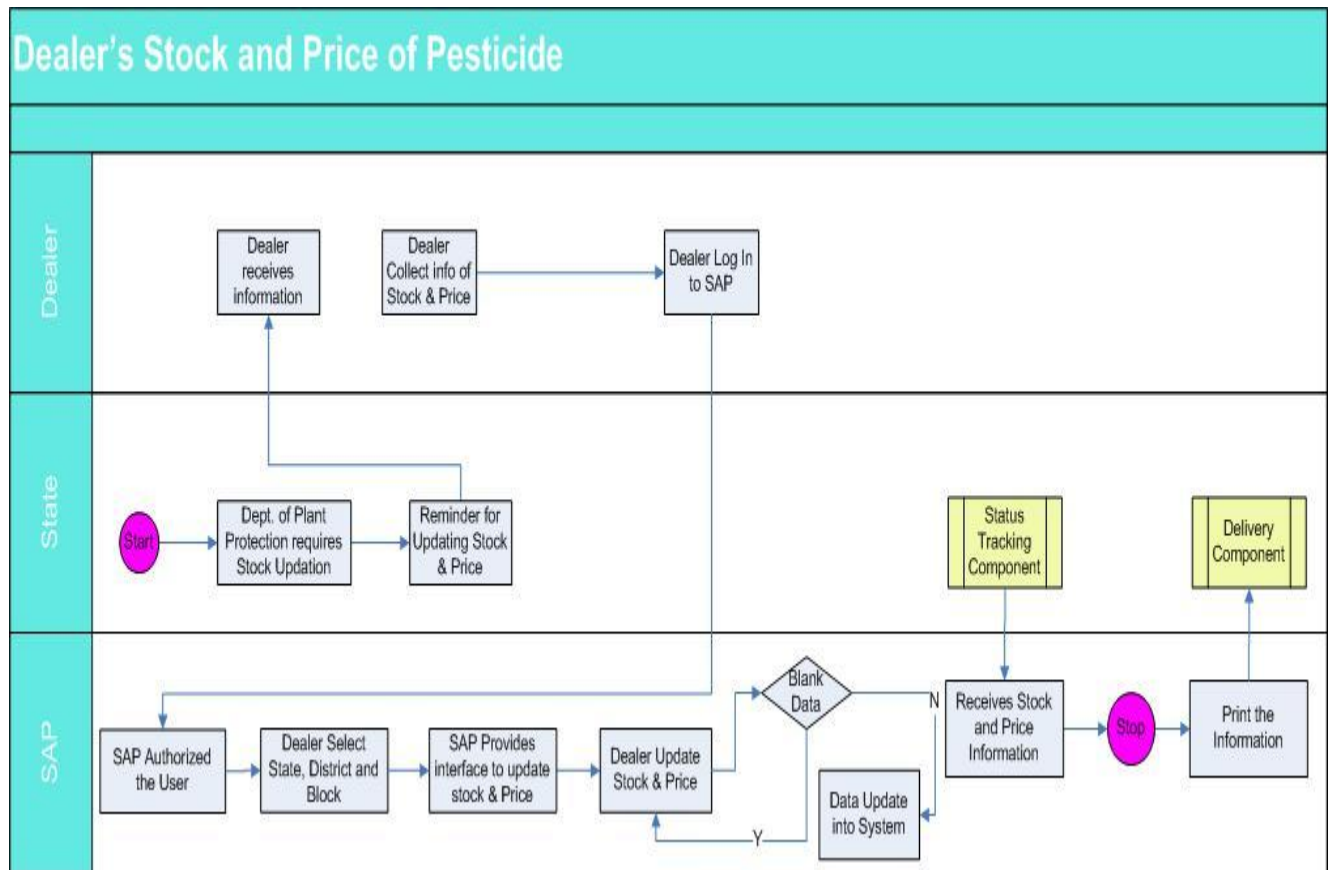 Dealer's Stock and Price of Pesticide
Dealer
Dealer
receives
information
Dealer
Collect info of
Stock & Price
Dealer Log In
to SAP
State
Start
Dept. of Plant
Protection requires
Stock Updation
Reminder for
Updating Stock
& Price
Status
Tracking
Component
Delivery
Component
SAP
SAP Authorized
the User
Dealer Select
State, District and
Block
SAP Provides
interface to update
stock & Price
Dealer Update
Stock & Price
Blank
Data
N
Y
Data Update
into System
Receives Stock
and Price
Information
Stop
Print the
Information